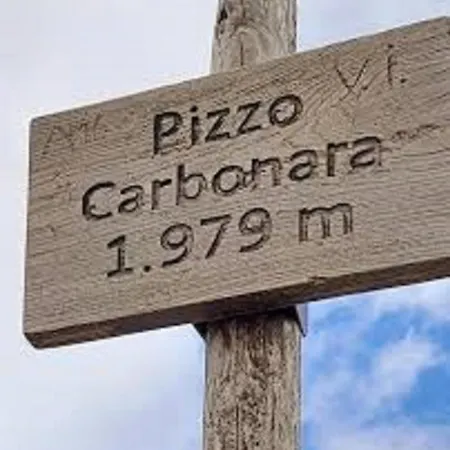 Pizzo
Carbonara
1.979 m
V.i.